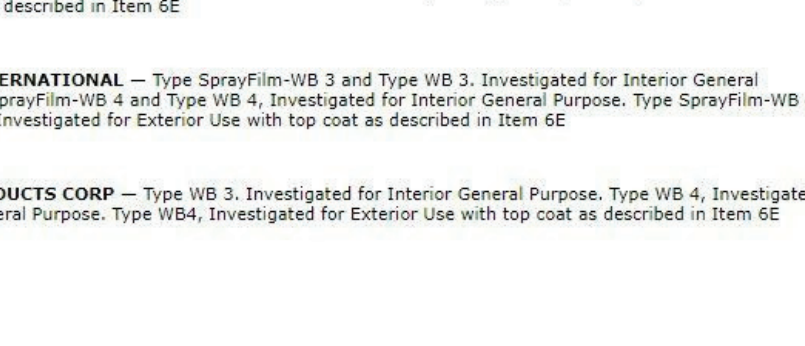 described in Item 6E
ERNATIONAL — Type SprayFilm-WB 3 and Type WB 3. Investigated for Interior General
prayFilm-WB 4 and Type WB 4, Investigated for Interior General Purpose. Type SprayFilm-WB
Investigated for Exterior Use with top coat as described in Item 6E
DUCTS CORP — Type WB 3. Investigated for Interior General Purpose. Type WB 4, Investigate
eral Purpose. Type WB4, Investigated for Exterior Use with top coat as described in Item 6E